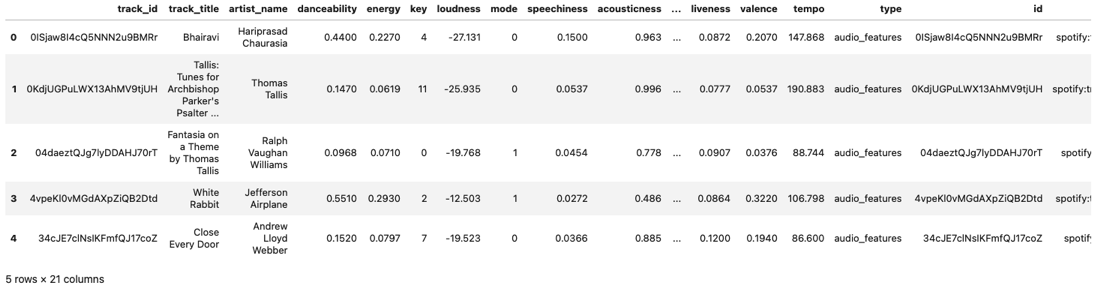 track_id track_title artist_name danceability energy key loudness mode speechiness acousticness ... liveness valence tempo type id
0 0ISjaw8I4cQ5NNN2u9BMRr Bhairavi Hariprasad Chaurasia 0.4400 0.2270 4 -27.131 0 0.1500 0.963 ... 0.0872 0.2070 147.868 audio_features 0ISjaw8I4cQ5NNN2u9BMRr spotify:
1 0KdjUGPuLWX13AhMV9tjUH Tallis: Tunes for Archbishop Parker's Psalter ... Thomas Tallis 0.1470 0.0619 11 -25.935 0 0.0537 0.996 ... 0.0777 0.0537 190.883 audio_features 0KdjUGPuLWX13AhMV9tjUH spotify:t
2 04daeztQJg7lyDDAHJ70rT Fantasia on a Theme by Thomas Tallis Ralph Vaughan Williams 0.0968 0.0710 0 -19.768 1 0.0454 0.778 ... 0.0907 0.0376 88.744 audio_features 04daeztQJg7lyDDAHJ70rT spotify
3 4vpeKl0vMGdAXpZiQB2Dtd White Rabbit Jefferson Airplane 0.5510 0.2930 2 -12.503 1 0.0272 0.486 ... 0.0864 0.3220 106.798 audio_features 4vpeKl0vMGdAXpZiQB2Dtd spotify:
4 34cJE7clNslKFmfQJ17coZ Close Every Door Andrew Lloyd Webber 0.1520 0.0797 7 -19.523 0 0.0366 0.885 ... 0.1200 0.1940 86.600 audio_features 34cJE7clNslKFmfQJ17coZ spotify
5 rows × 21 columns